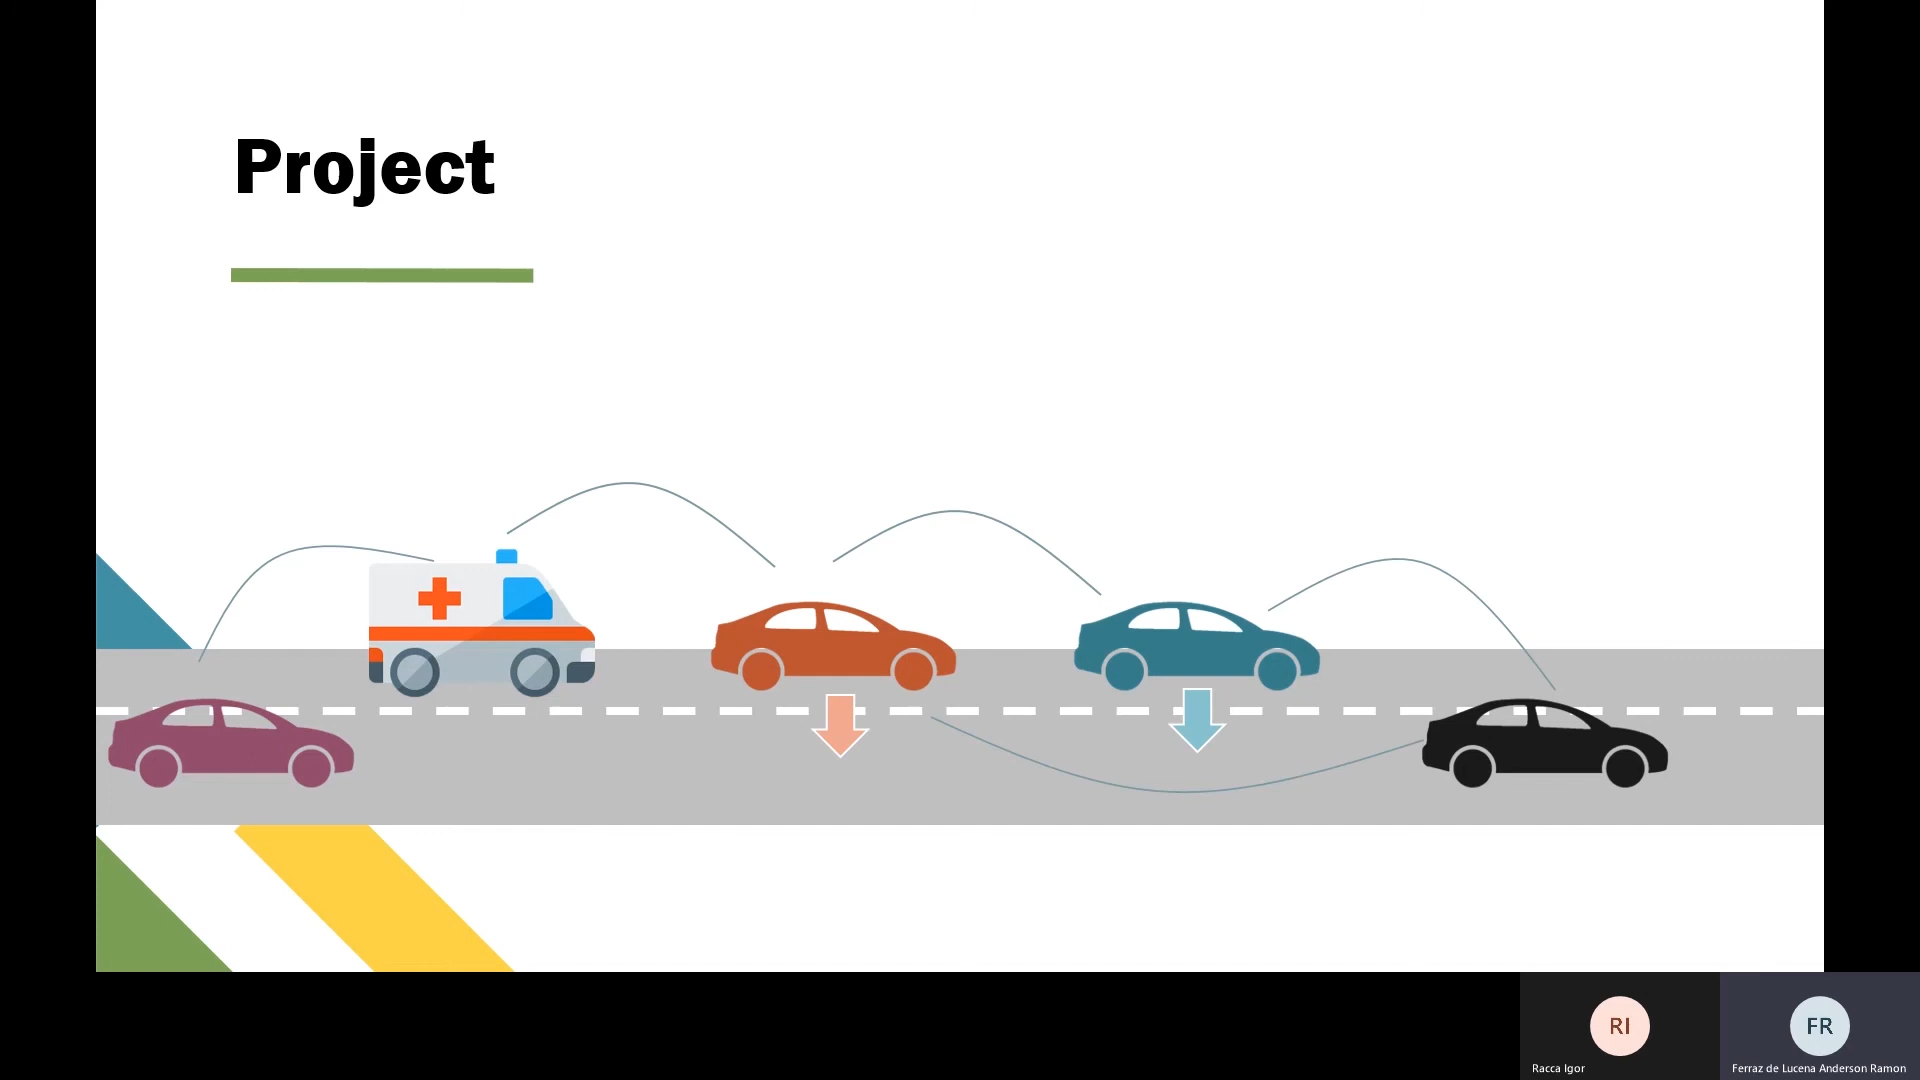 Project
RI
FR
Racca Igor
Ferraz de Lucena Anderson Ramon